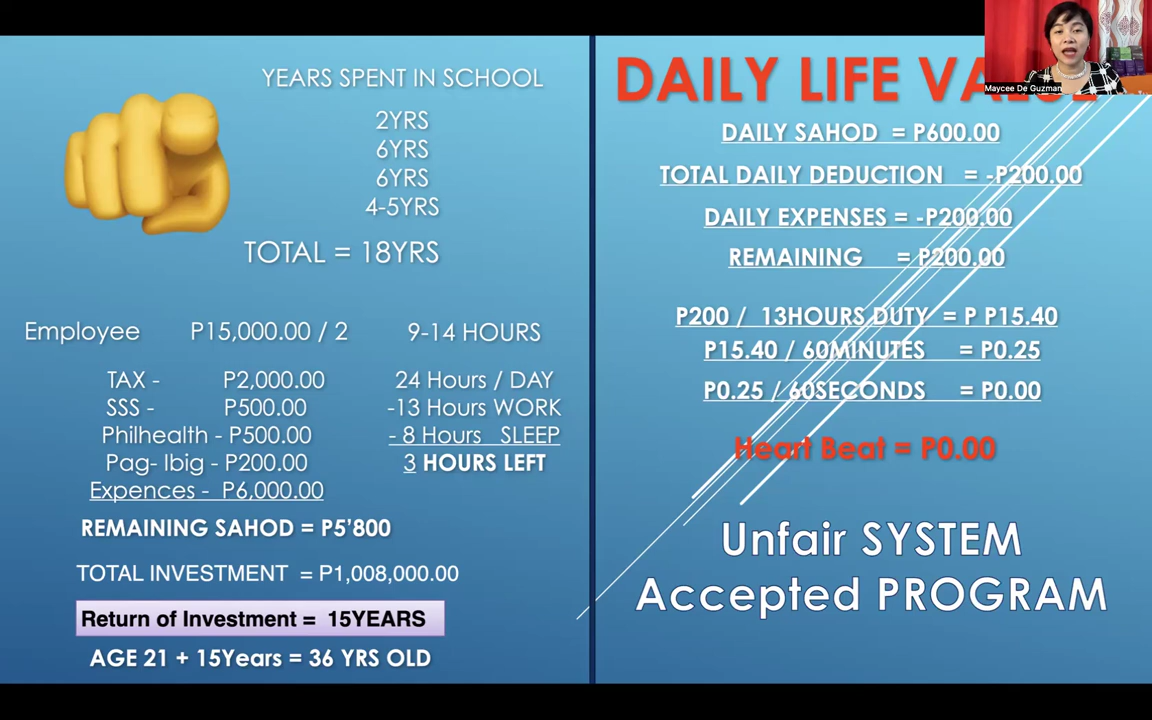 YEARS SPENT IN SCHOOL
2YRS
6YRS
6YRS
4-5YRS
TOTAL = 18YRS
Employee P15,000.00 / 2 9-14 HOURS
TAX - P2,000.00
SSS - P500.00
Philhealth - P500.00
Pag- Ibig - P200.00
Expences - P6,000.00
24 Hours / DAY
-13 Hours WORK
- 8 Hours SLEEP
3 HOURS LEFT
REMAINING SAHOD = P5'800
TOTAL INVESTMENT = P1,008,000.00
Return of Investment = 15YEARS
AGE 21 + 15Years = 36 YRS OLD
DAILY LIFE VALUE
Maycee De Guzman
DAILY SAHOD = P600.00
TOTAL DAILY DEDUCTION = -P200.00
DAILY EXPENSES = -P200.00
REMAINING = P200.00
P200 / 13HOURS DUTY = P P15.40
P15.40 / 60MINUTES = P0.25
P0.25 / 60SECONDS = P0.00
Heart Beat = P0.00
Unfair SYSTEM
Accepted PROGRAM